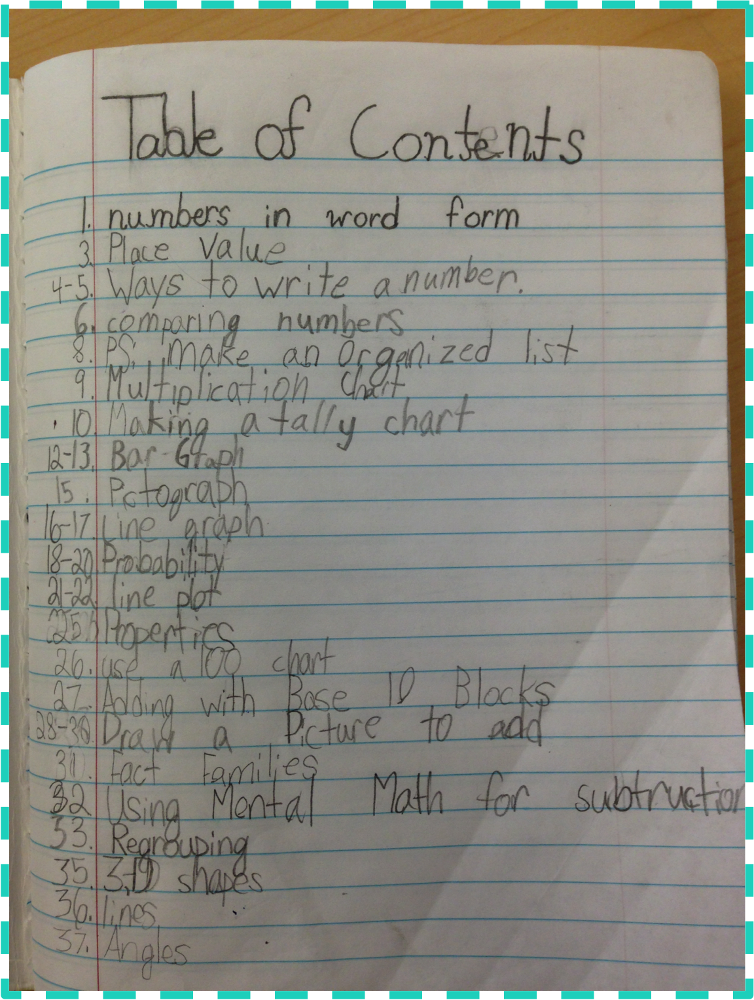 Table of Contents
1. numbers in word form
3. Place Value
4-5. Ways to write a number.
6. comparing numbers
8. PS: Make an Organized list
9. Multiplication Chart
10. Making a tally chart
12-13. Bar Graph
15. Pctograph
16-17. Line graph
18-20 Probability
21-22. line plot
25. Properties
26. use a 100 chart
27. Adding with Base 10 Blocks
28-30. Draw a Picture to add
31. Fact Families
32 Using Mental Math for subtruction
33. Regrouping
35. 3-D shapes
36. lines
37. Angles